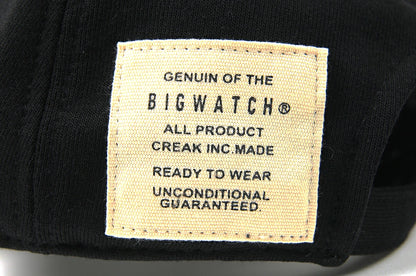 GENUIN OF THE
BIGWATCH®
ALL PRODUCT
CREAK INC.MADE
READY TO WEAR
UNCONDITIONAL
GUARANTEED.